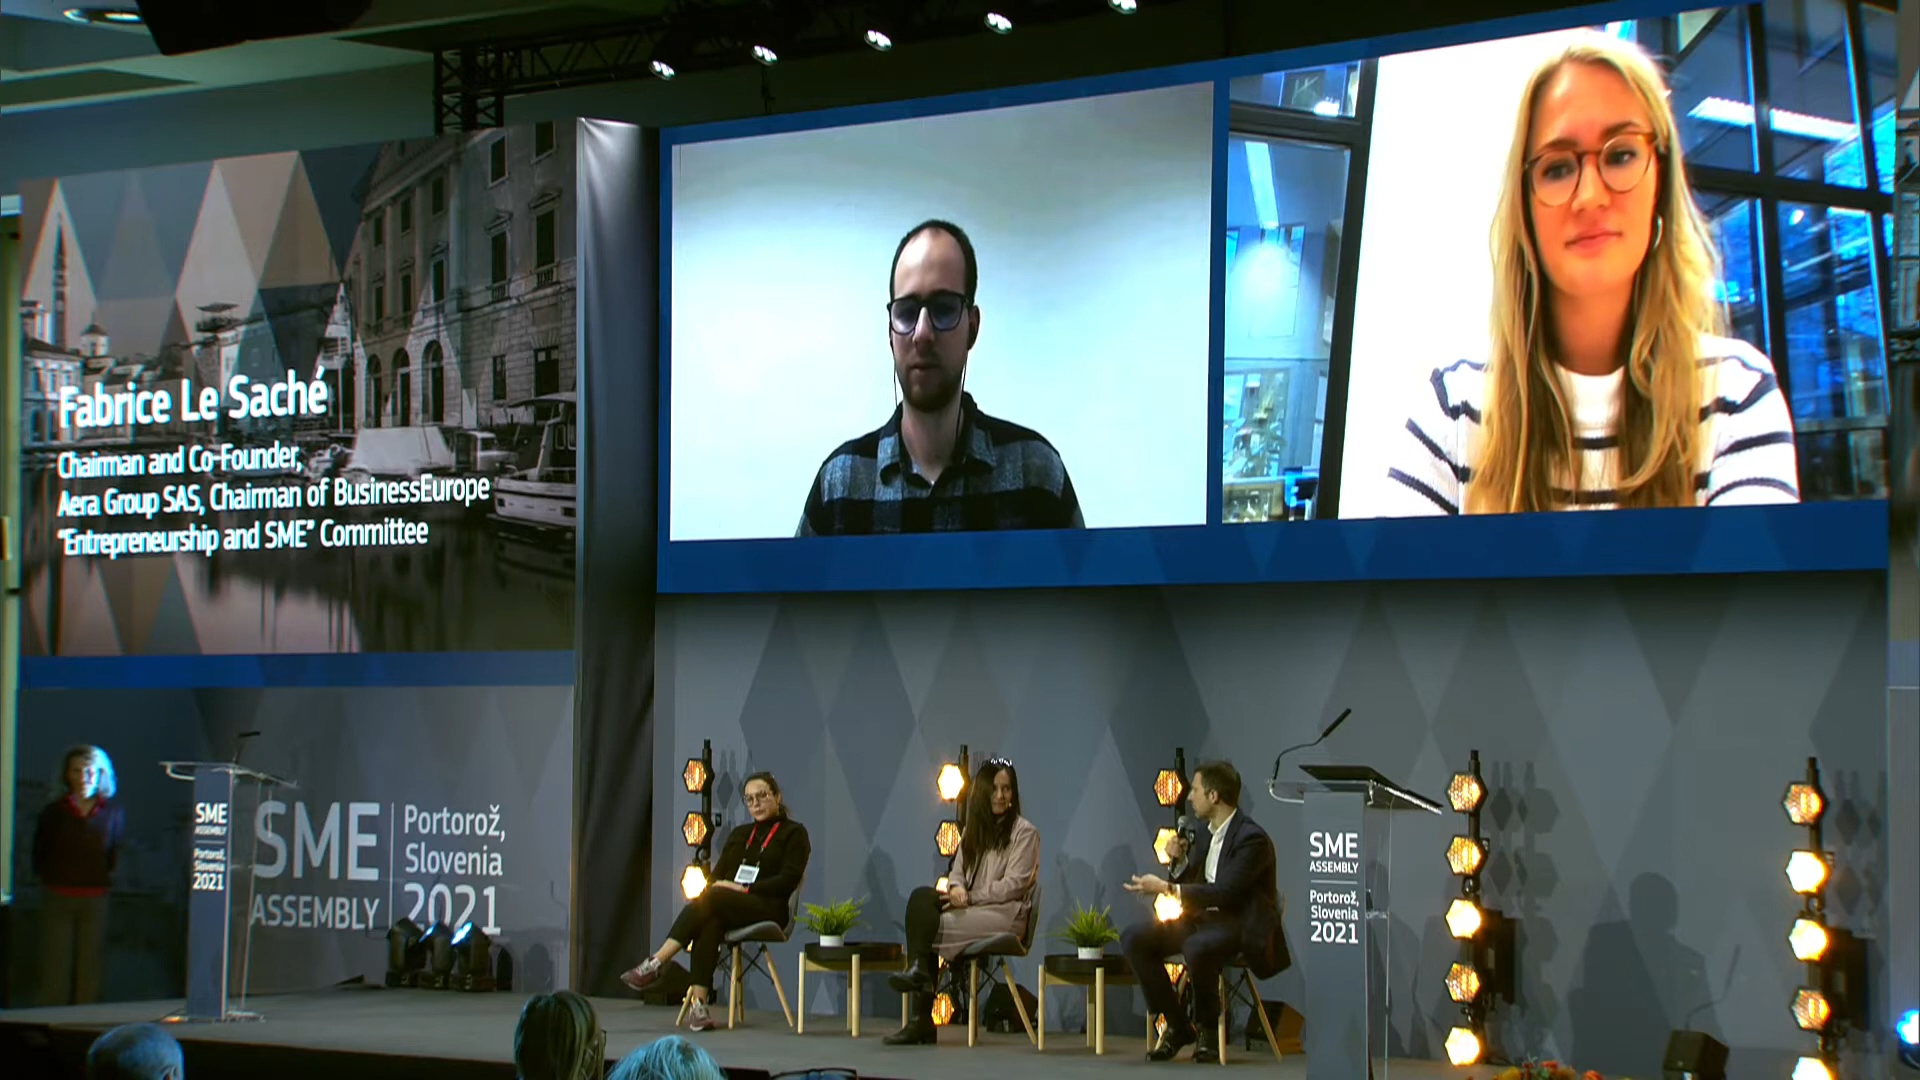 Fabrice Le Saché
Chairman and Co-Founder,
Aera Group SAS, Chairman of BusinessEurope
"Entrepreneurship and SME" Committee
SME
ASSEMBLY
Portorož,
Slovenia
2021
SME
ASSEMBLY
Portorož,
Slovenia
2021
SME
ASSEMBLY
Portorož,
Slovenia
2021